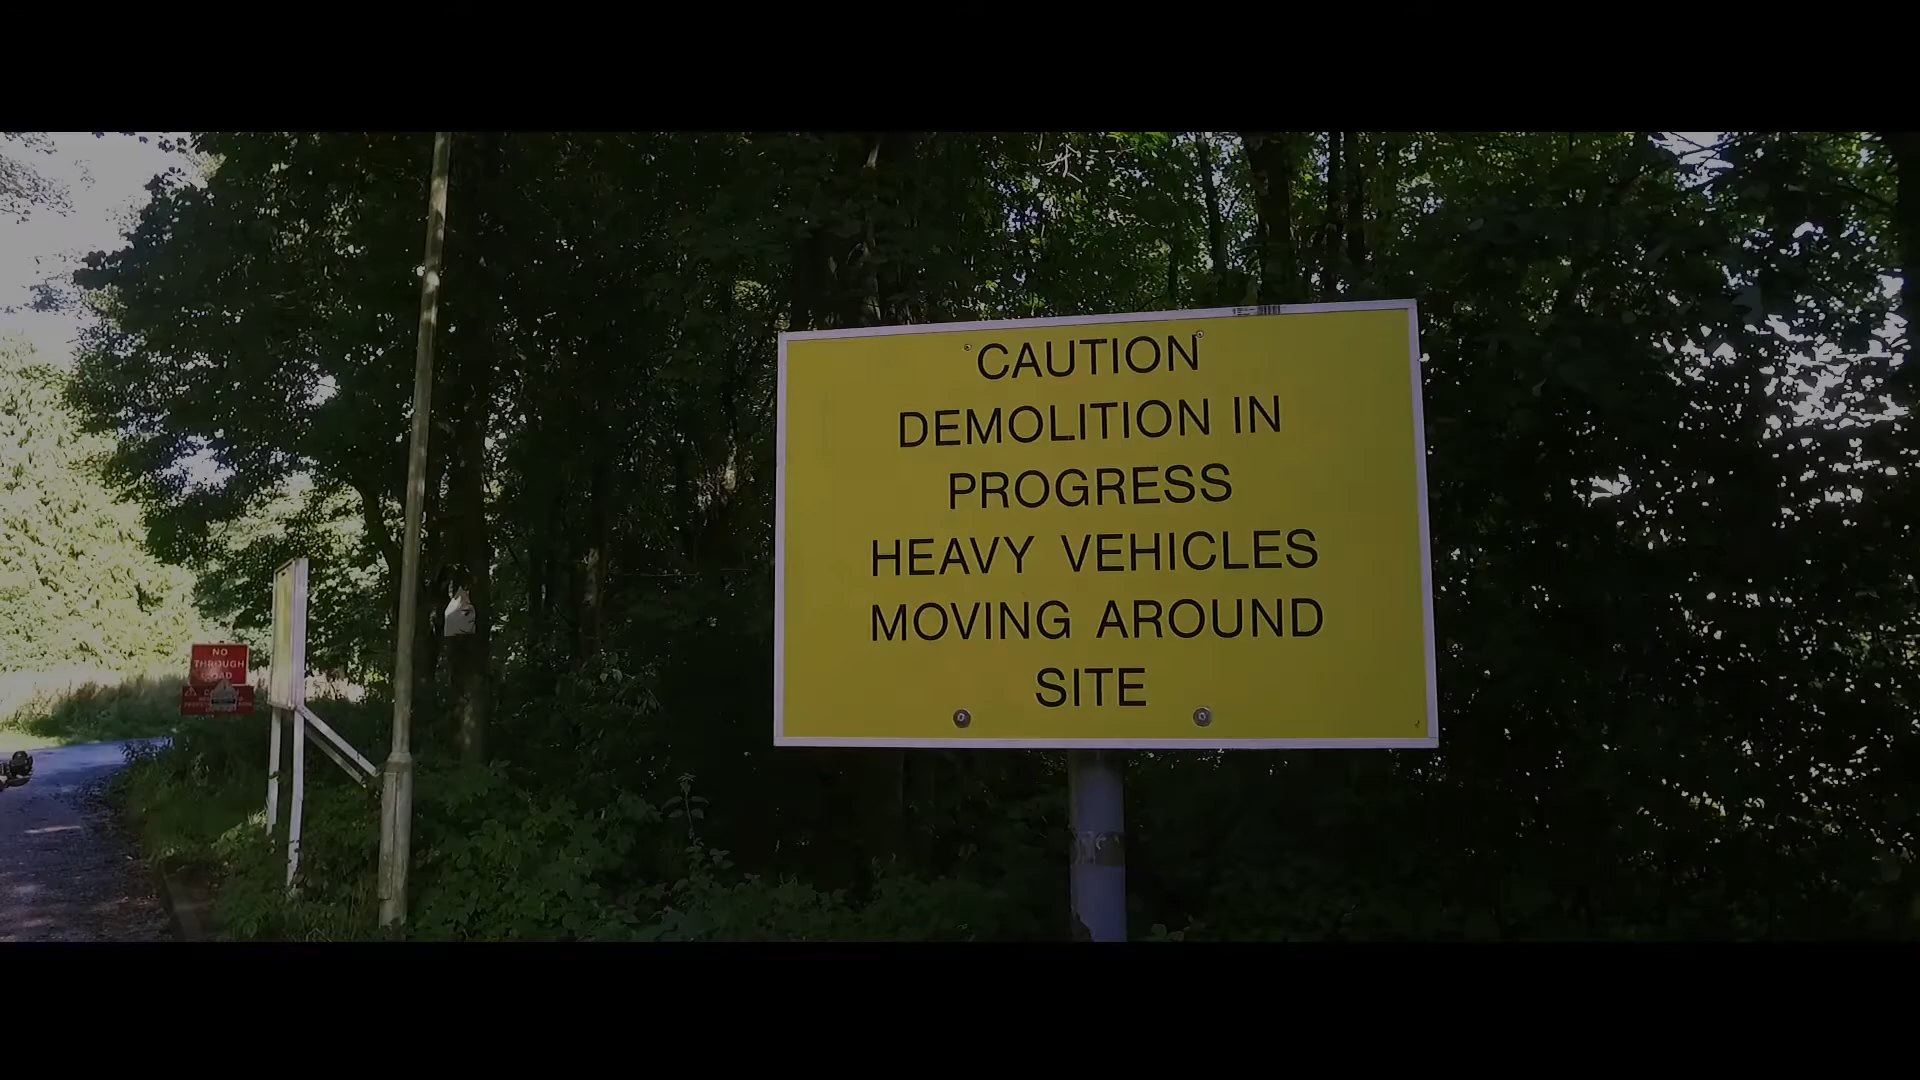 CAUTION
DEMOLITION IN
PROGRESS
HEAVY VEHICLES
MOVING AROUND
SITE
NO
THROUGH
ROAD